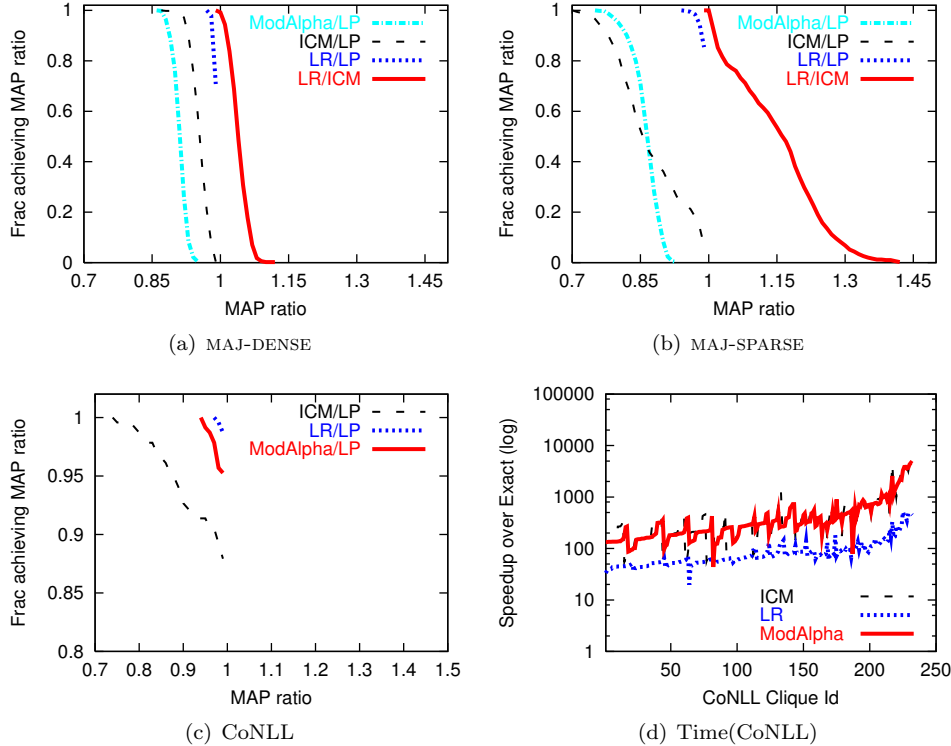 Frac achieving MAP ratio
1
0.8
0.6
0.4
0.2
0
0.7
0.85
1
1.15
1.3
1.45
MAP ratio
ModAlpha/LP
ICM/LP
LR/LP
LR/ICM
(a) MAJ-DENSE
Frac achieving MAP ratio
1
0.8
0.6
0.4
0.2
0
0.7
0.85
1
1.15
1.3
1.45
MAP ratio
ModAlpha/LP
ICM/LP
LR/LP
LR/ICM
(b) MAJ-SPARSE
Frac achieving MAP ratio
1
0.95
0.9
0.85
0.8
0.7
0.8
0.9
1
1.1
1.2
1.3
1.4
1.5
MAP ratio
ICM/LP
LR/LP
ModAlpha/LP
(c) CoNLL
Speedup over Exact (log)
100000
10000
1000
100
10
1
50
100
150
200
250
CoNLL Clique Id
ICM
LR
ModAlpha
(d) Time(CoNLL)